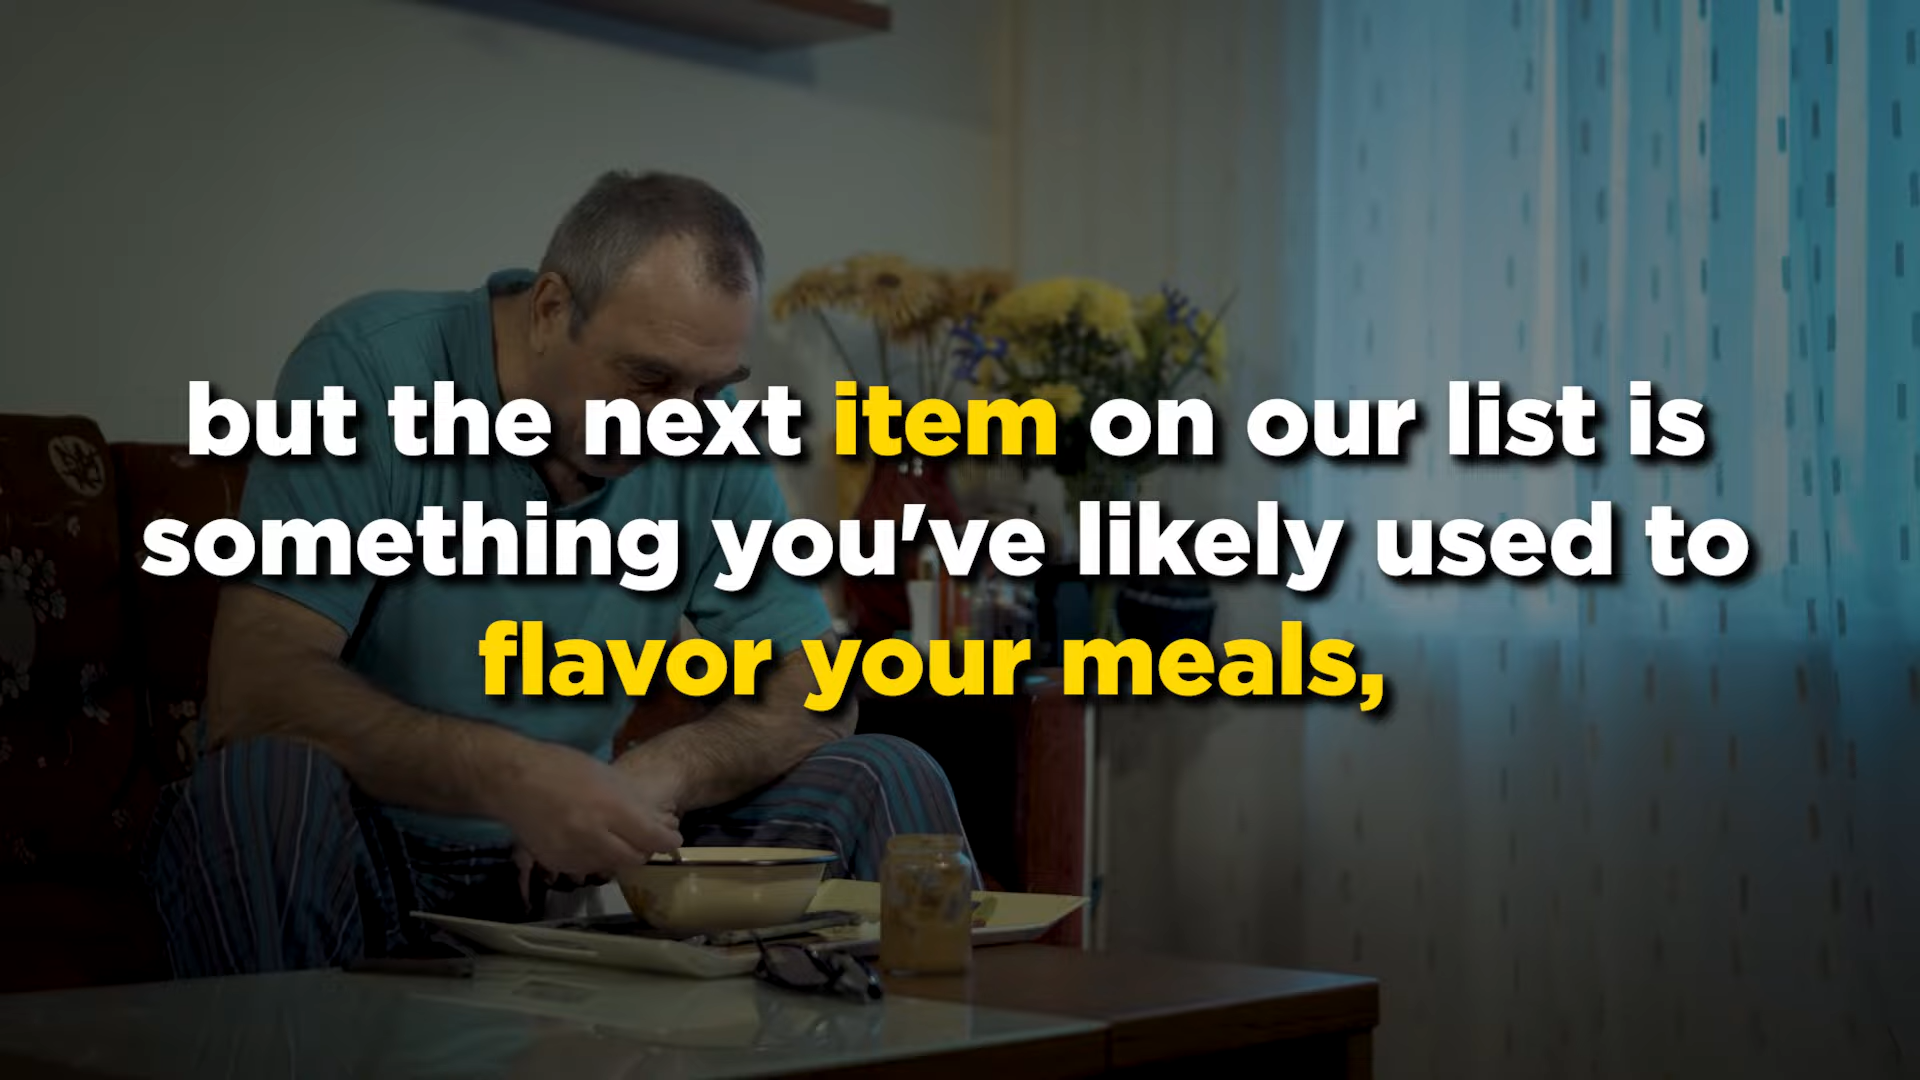 but the next item on our list is
something you've likely used to
flavor your meals,